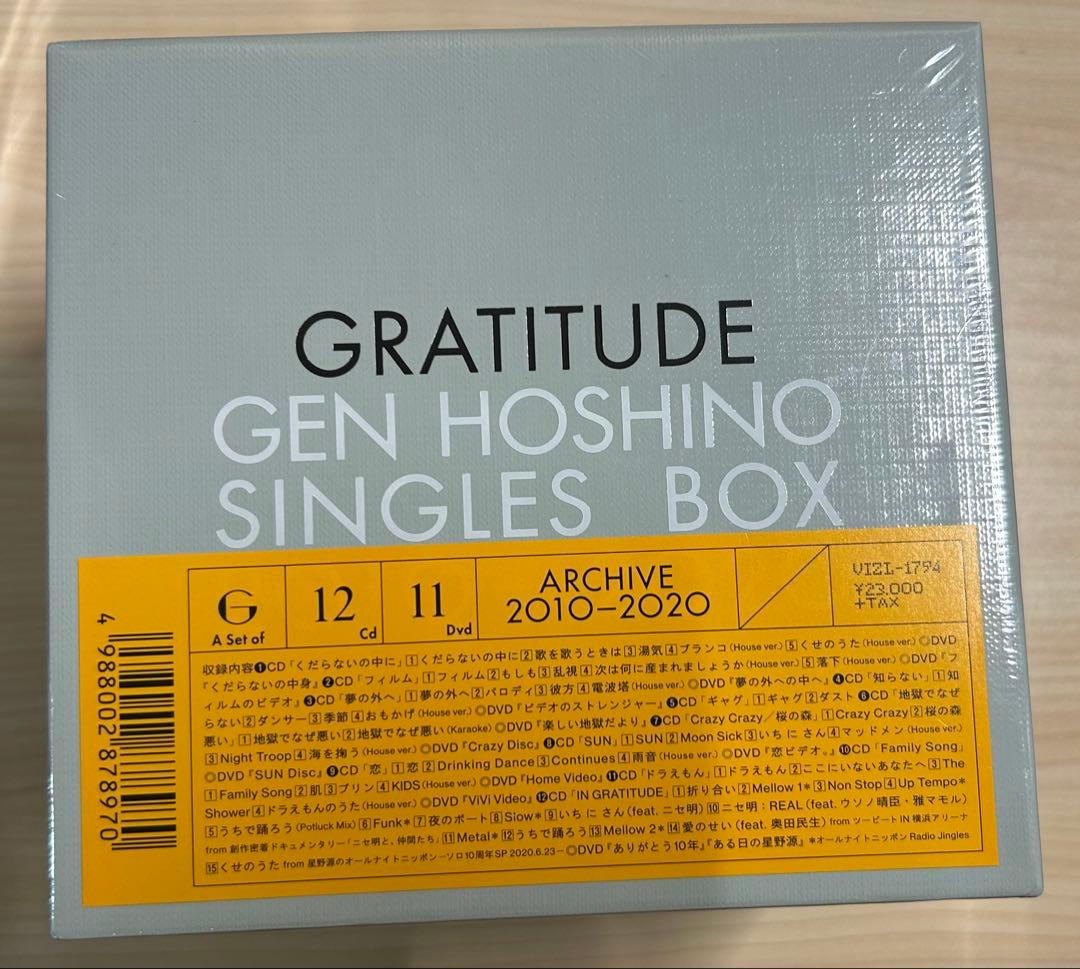 GRATITUDE
GEN HOSHINO
SINGLES BOX
G
A Set of
12
Cd
11
Dvd
ARCHIVE
2010–2020
VIZL-1754
¥23.000
+TAX
4 988002 878970
収録内容❶CD「くだらないの中に」1くだらないの中に2歌を歌うときは3湯気4ブランコ(House ver.)5くせのうた(House ver.)◎DVD
『くだらないの中身』❷CD「フィルム」1フィルム2もしも3乱視4次は何に産まれましょうか(House ver.)5落下(House ver.)◎DVD『フ
ィルムのビデオ』❸CD「夢の外へ」1夢の外へ2パロディ3彼方4電波塔(House ver.)◎DVD『夢の外への中へ』❹CD「知らない」1知
らない2ダンサー3季節4おもかげ(House ver.)◎DVD『ビデオのストレンジャー』❺CD「ギャグ」1ギャグ2ダスト❻CD「地獄でなぜ
悪い」1地獄でなぜ悪い2地獄でなぜ悪い(Karaoke)◎DVD『楽しい地獄だより』❼CD「Crazy Crazy／桜の森」1Crazy Crazy2桜の森
3Night Troop4海を掬う(House ver.)◎DVD『Crazy Disc』❽CD「SUN」1SUN2Moon Sick3いち に さん4マッドメン(House ver.)
◎DVD『SUN Disc』❾CD「恋」1恋2Drinking Dance3Continues4雨音(House ver.)◎DVD『恋ビデオ。』❿CD「Family Song」
1Family Song2肌3プリン4KIDS(House ver.)◎DVD『Home Video』⓫CD「ドラえもん」1ドラえもん2ここにいないあなたへ3The
Shower4ドラえもんのうた(House ver.)◎DVD『ViVi Video』⓬CD「IN GRATITUDE」1折り合い2Mellow 1*3Non Stop4Up Tempo*
5うちで踊ろう(Potluck Mix)6Funk*7夜のボート8Slow*9いち に さん(feat. ニセ明)10ニセ明：REAL(feat. ウソノ晴臣・雅マモル)
from 創作密着ドキュメンタリー「ニセ明と、仲間たち」11Metal*12うちで踊ろう13Mellow 2*14愛のせい(feat. 奥田民生)from ツービートIN 横浜アリーナ
15くせのうた from 星野源のオールナイトニッポン−ソロ10周年SP 2020.6.23−◎DVD『ありがとう10年』『ある日の星野源』*オールナイトニッポンRadio Jingles